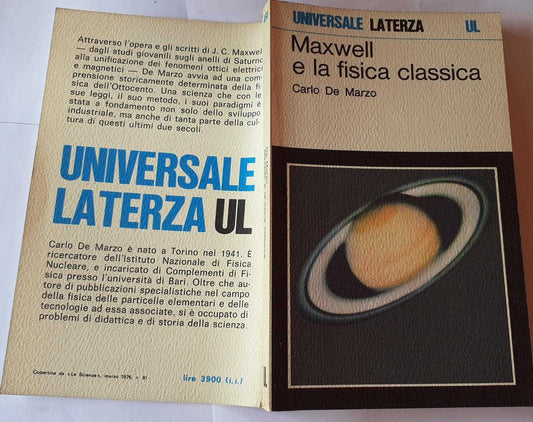 Attraverso l'opera e gli scritti di J. C. Maxwell
— dagli studi giovanili sugli anelli di Saturno
alla unificazione dei fenomeni ottici elettrici
e magnetici — De Marzo avvia ad una com-
prensione storicamente determinata della fi-
sica dell'Ottocento. Una scienza che con le
sue leggi, il suo metodo, i suoi paradigmi è
stata a fondamento non solo dello sviluppo
industriale, ma anche di tanta parte della cul-
tura di questi ultimi due secoli.
UNIVERSALE
LATERZA UL
Carlo De Marzo è nato a Torino nel 1941. È
ricercatore dell'Istituto Nazionale di Fisica
Nucleare, e incaricato di Complementi di Fi-
sica presso l'università di Bari. Oltre che au-
tore di pubblicazioni specialistiche nel campo
della fisica delle particelle elementari e delle
tecnologie ad essa associate, si è occupato di
problemi di didattica e di storia della scienza.
Copertina da «Le Scienze», marzo 1976, n. 91
lire 3900 (i.i.)
UNIVERSALE LATERZA UL
Maxwell
e la fisica classica
Carlo De Marzo